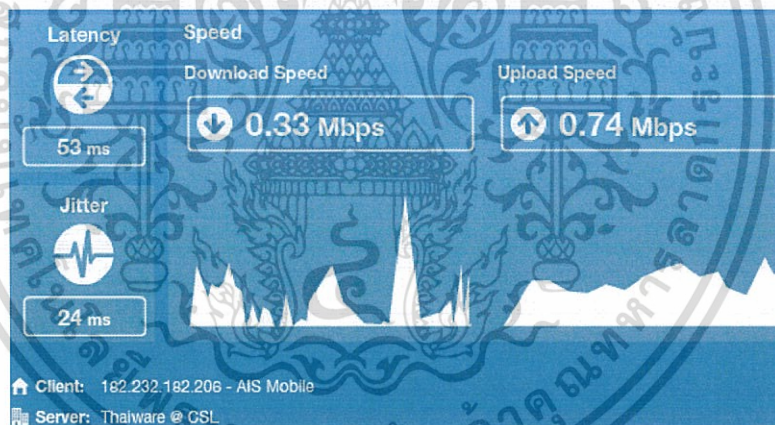 Latency
53 ms
Jitter
24 ms
Speed
Download Speed
0.33 Mbps
Upload Speed
0.74 Mbps
Client: 182.232.182.206 - AIS Mobile
Server: Thaiware @ CSL